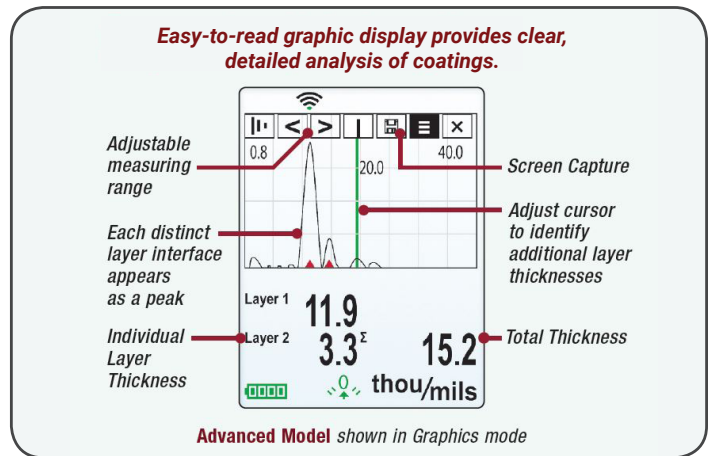 Easy-to-read graphic display provides clear,
detailed analysis of coatings.
< >
0.8
20.0
40.0
Adjustable
measuring
range
Screen Capture
Each distinct
layer interface
appears
as a peak
Adjust cursor
to identify
additional layer
thicknesses
Layer 1
11.9
Individual
Layer
Thickness
Layer 2
3.3Σ
15.2
Total Thickness
thou/mils
Advanced Model shown in Graphics mode